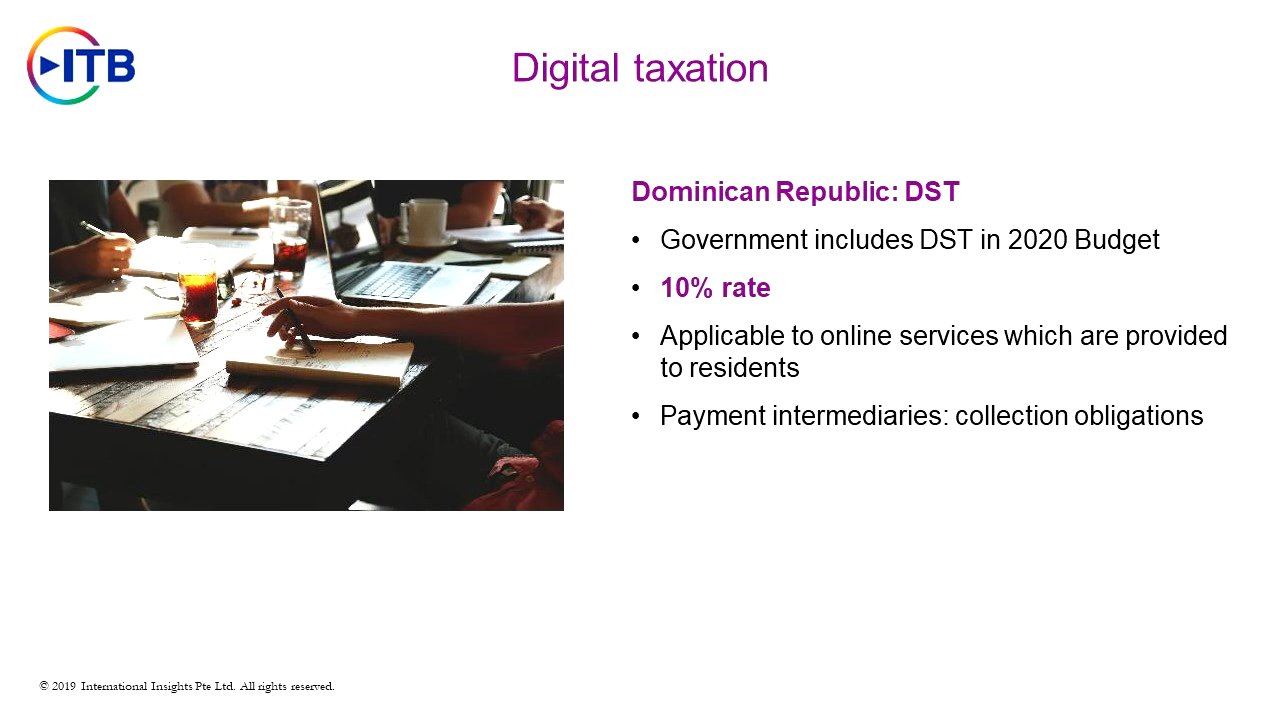 ITB
Digital taxation
Dominican Republic: DST
• Government includes DST in 2020 Budget
• 10% rate
• Applicable to online services which are provided
to residents
• Payment intermediaries: collection obligations
© 2019 International Insights Pte Ltd. All rights reserved.